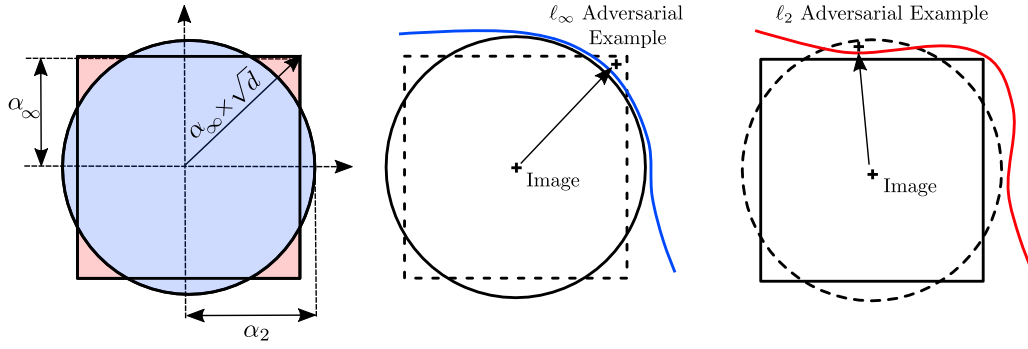 α∞
α∞×√d
α2
ℓ∞ Adversarial
Example
Image
ℓ2 Adversarial Example
Image